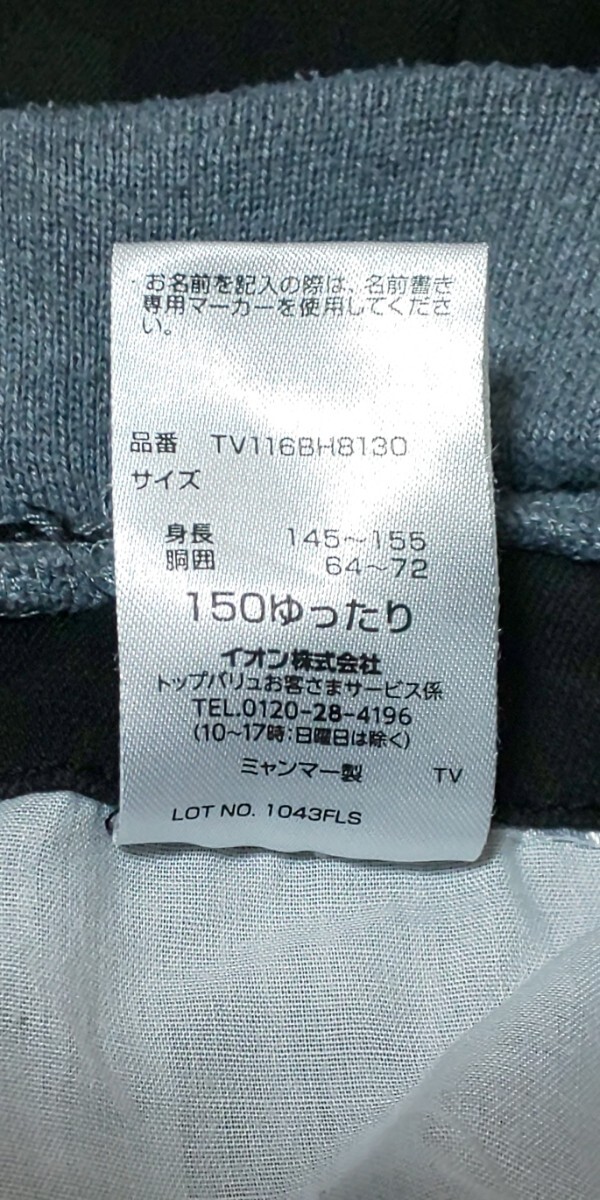 ・お名前を記入の際は、名前書き
専用マーカーを使用してくださ
い。
品番 TV116BH8130
サイズ
身長 145～155
胴囲 64～72
150ゆったり
イオン株式会社
トップバリュお客さまサービス係
TEL.0120-28-4196
(10～17時:日曜日は除く)
ミャンマー製 TV
LOT NO. 1043FLS